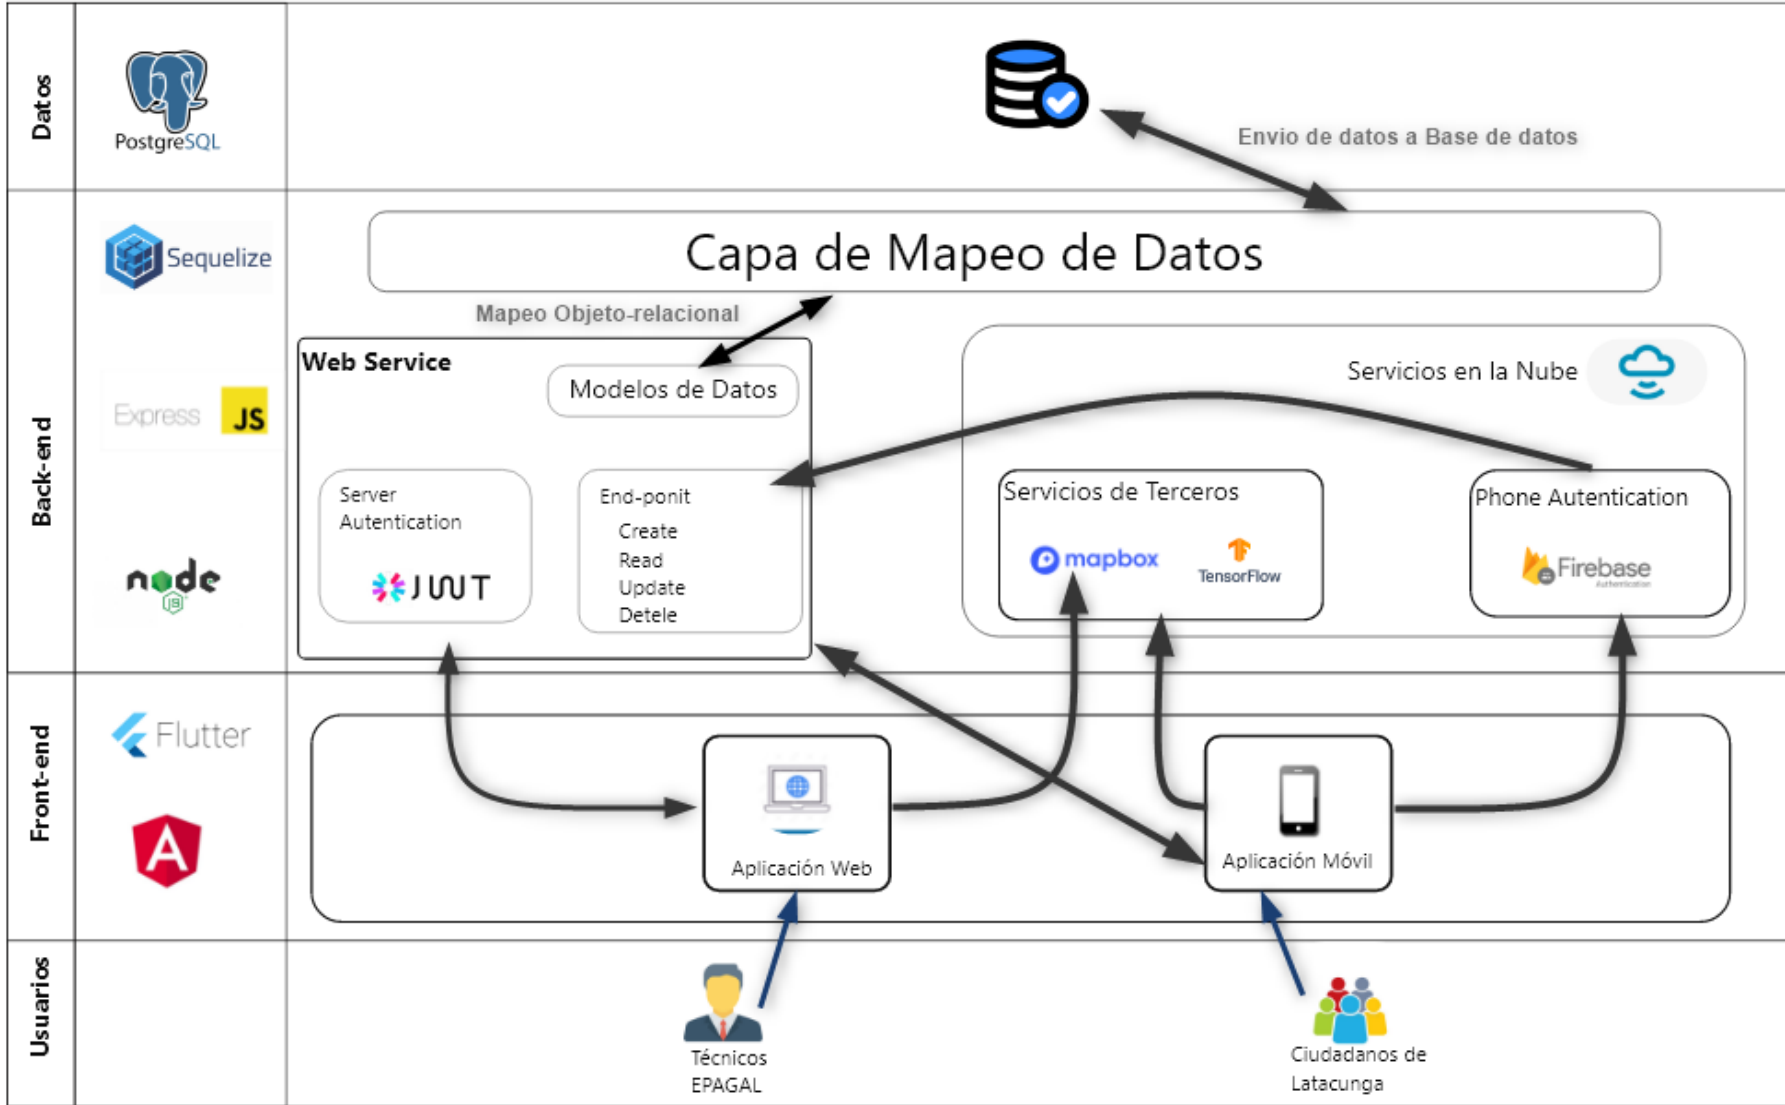 Datos
PostgreSQL
Envio de datos a Base de datos
Back-end
Sequelize
Capa de Mapeo de Datos
Mapeo Objeto-relacional
Web Service
Modelos de Datos
Servicios en la Nube
Express
JS
Server
Autentication
JWT
End-ponit
Create
Read
Update
Detele
Servicios de Terceros
mapbox
TensorFlow
Phone Autentication
Firebase
Authentication
node
JS
Front-end
Flutter
A
Aplicación Web
Aplicación Móvil
Usuarios
Técnicos
EPAGAL
Ciudadanos de
Latacunga